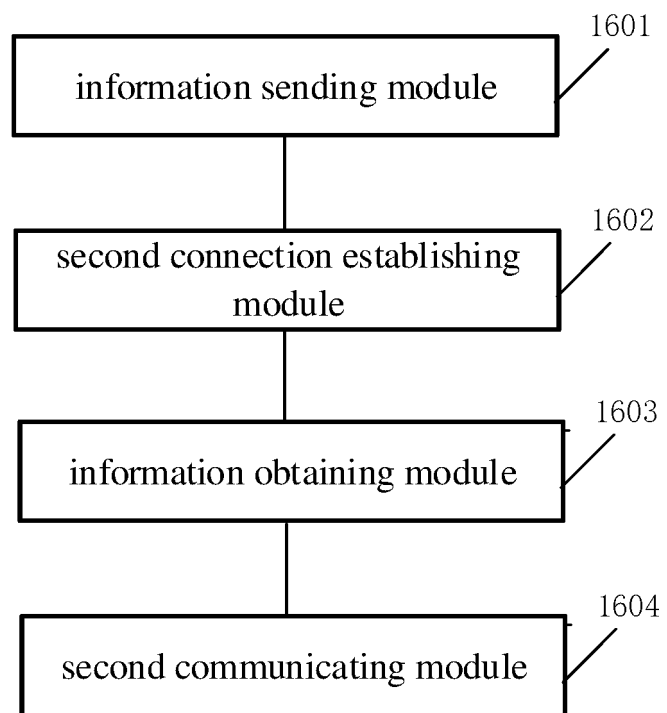 1601
information sending module
1602
second connection establishing
module
1603
information obtaining module
1604
second communicating module